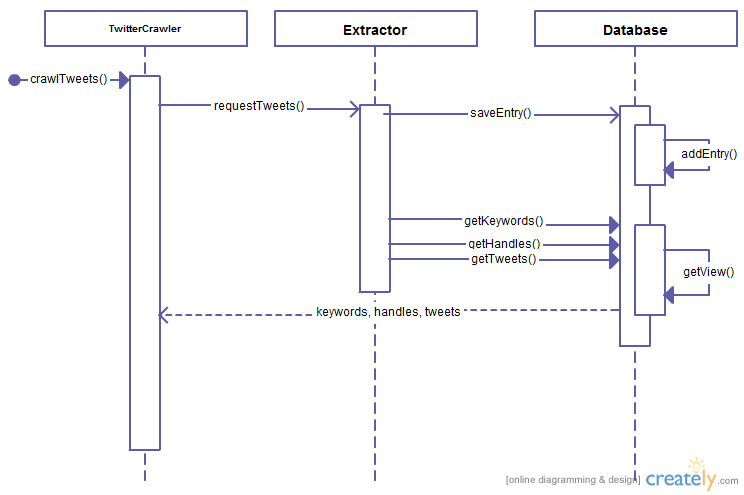 TwitterCrawler
Extractor
Database
crawlTweets()
requestTweets()
saveEntry()
addEntry()
getKeywords()
getHandles()
getTweets()
getView()
keywords, handles, tweets
[online diagramming & design] creately.com